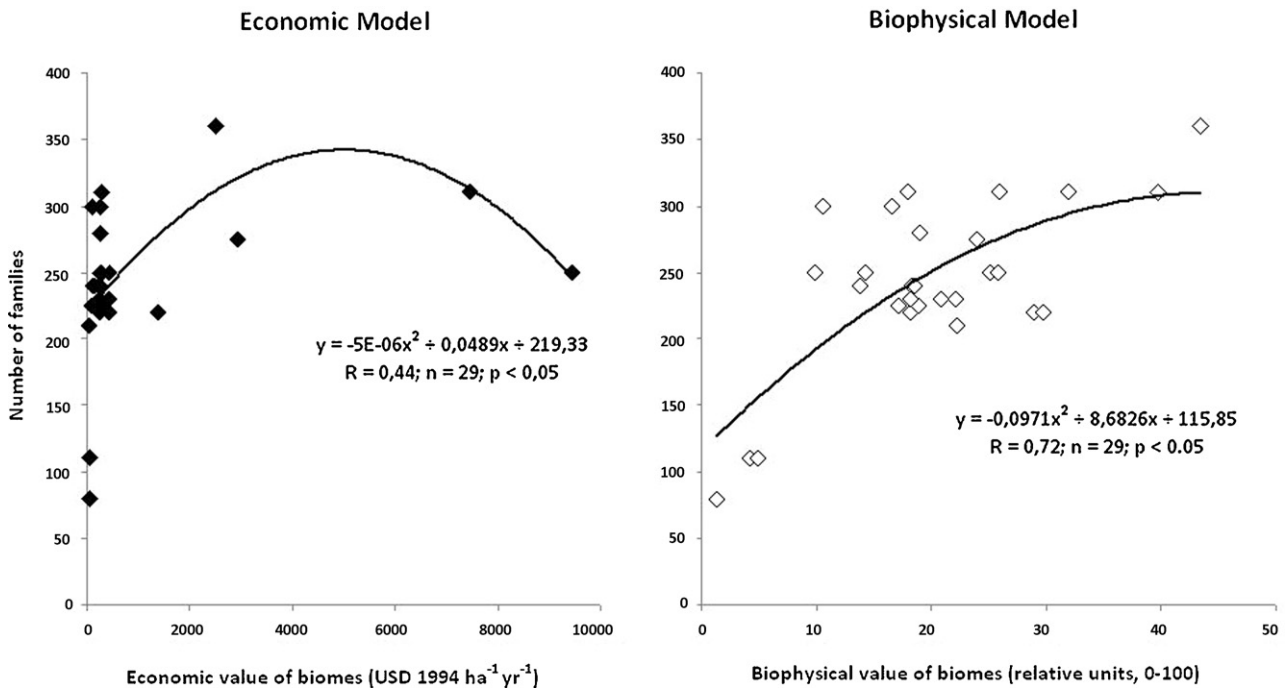 Economic Model
Number of families
400
350
300
250
200
150
100
50
0
0 2000 4000 6000 8000 10000
y = -5E-06x² ÷ 0,0489x ÷ 219,33
R = 0,44; n = 29; p < 0,05
Economic value of biomes (USD 1994 ha⁻¹ yr⁻¹)
Biophysical Model
400
350
300
250
200
150
100
50
0
0 10 20 30 40 50
y = -0,0971x² ÷ 8,6826x ÷ 115,85
R = 0,72; n = 29; p < 0.05
Biophysical value of biomes (relative units, 0-100)